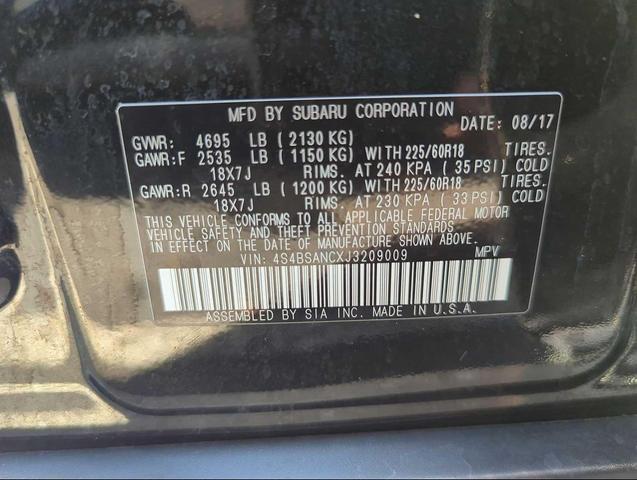 MFD BY SUBARU CORPORATION DATE: 08/17
GVWR: 4695 LB (2130 KG)
GAWR:F 2535 LB (1150 KG) WITH 225/60R18 TIRES.
18X7J RIMS. AT 240 KPA (35 PSI) COLD
GAWR:R 2645 LB (1200 KG) WITH 225/60R18 TIRES.
18X7J RIMS. AT 230 KPA (33 PSI) COLD
THIS VEHICLE CONFORMS TO ALL APPLICABLE FEDERAL MOTOR
VEHICLE SAFETY AND THEFT PREVENTION STANDARDS
IN EFFECT ON THE DATE OF MANUFACTURE SHOWN ABOVE.
VIN: 4S4BSANCXJ3209009 MPV
ASSEMBLED BY SIA INC. MADE IN U.S.A.